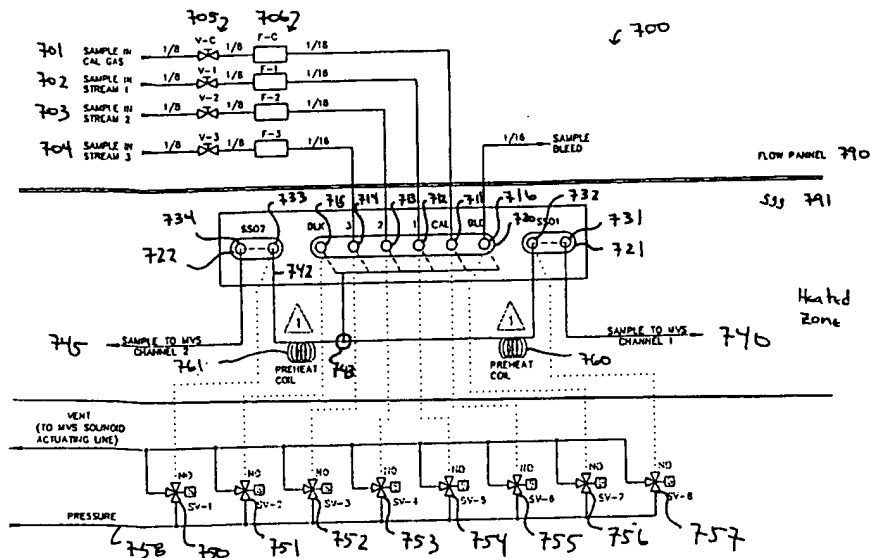 705
706
700
701 SAMPLE IN CAL GAS 1/8 V-C 1/8 F-C 1/16
702 SAMPLE IN STREAM 1 1/8 V-1 1/8 F-1 1/16
703 SAMPLE IN STREAM 2 1/8 V-2 1/8 F-2 1/16
704 SAMPLE IN STREAM 3 1/8 V-3 1/8 F-3 1/16
1/16 SAMPLE BLEED
FLOW PANNEL 790
791
734 733 715 714 713 712 711 716 732 731
SSO2 BLK 3 2 1 CAL BLD 720 SSO1
722 742 721
Heated Zone
1 1
745 SAMPLE TO MVS CHANNEL 2
761 PREHEAT COIL
PREHEAT COIL 760
SAMPLE TO MVS CHANNEL 1 740
VENT
(TO MVS SOLNOID
ACTUATING LINE)
NO NO NO NO NO NO NO NO
SV-1 SV-2 SV-3 SV-4 SV-5 SV-6 SV-7 SV-8
PRESSURE
758 750 751 752 753 754 755 756 757